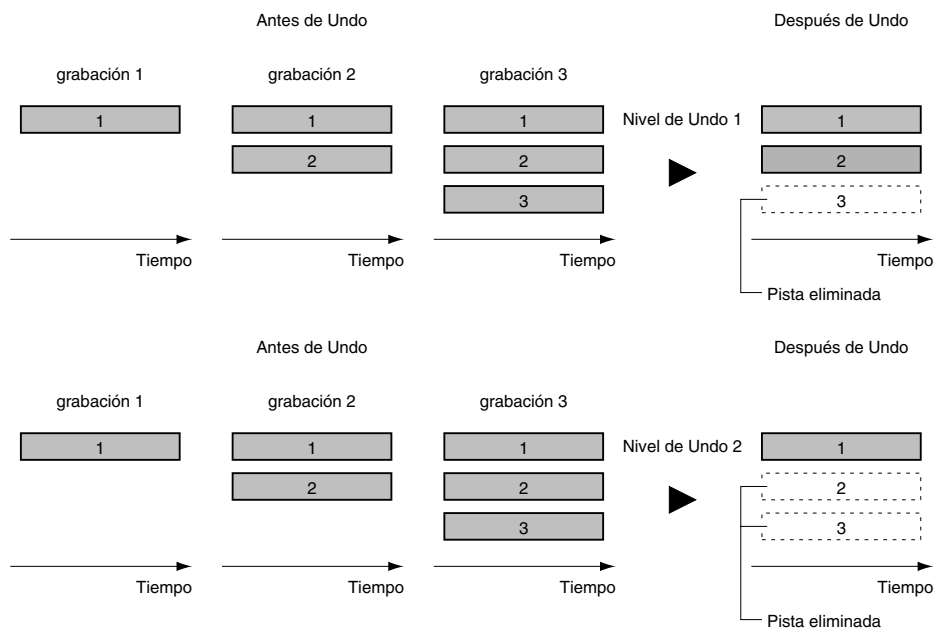 Antes de Undo Después de Undo
grabación 1 grabación 2 grabación 3
1 1 1 Nivel de Undo 1 1
2 2 2
3 3
Tiempo Tiempo Tiempo Tiempo
Pista eliminada
Antes de Undo Después de Undo
grabación 1 grabación 2 grabación 3
1 1 1 Nivel de Undo 2 1
2 2 2
3 3
Tiempo Tiempo Tiempo Tiempo
Pista eliminada